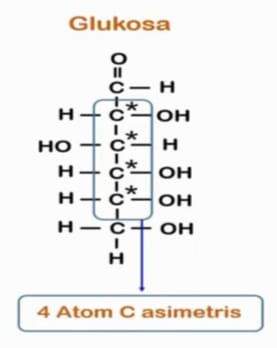 Glukosa
O
C — H
H — C* — OH
HO — C* — H
H — C* — OH
H — C* — OH
H — C — OH
H
4 Atom C asimetris